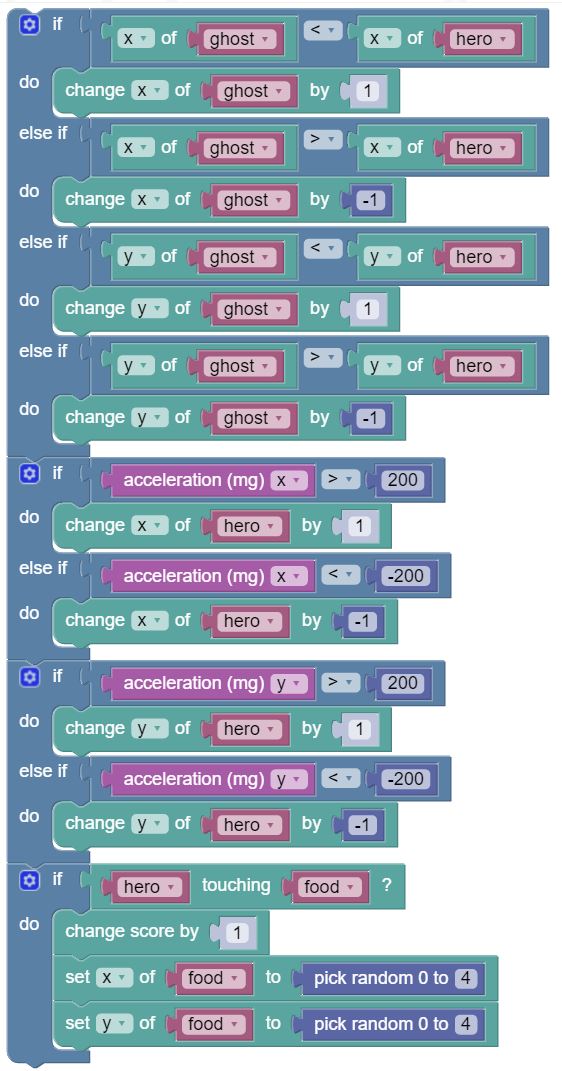 if x of ghost < x of hero
do change x of ghost by 1
else if x of ghost > x of hero
do change x of ghost by -1
else if y of ghost < y of hero
do change y of ghost by 1
else if y of ghost > y of hero
do change y of ghost by -1
if acceleration (mg) x > 200
do change x of hero by 1
else if acceleration (mg) x < -200
do change x of hero by -1
if acceleration (mg) y > 200
do change y of hero by 1
else if acceleration (mg) y < -200
do change y of hero by -1
if hero touching food ?
do change score by 1
set x of food to pick random 0 to 4
set y of food to pick random 0 to 4